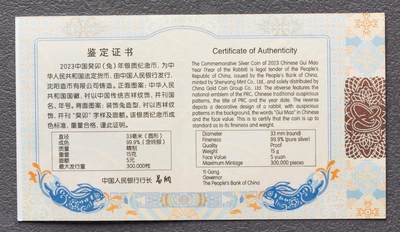 鉴定证书
2023中国癸卯（兔）年银质纪念币，为中
华人民共和国法定货币，由中国人民银行发行，
沈阳造币有限公司铸造。正面图案：中华人
民共和国国徽，衬以中国传统吉祥纹饰，并刊国
名、年号。背面图案：装饰兔造型，衬以吉祥纹
饰，并刊“癸卯”字样及面额。该银质纪念币成
色标准，重量合格，谨此证明。
直径 33毫米（圆形）
成色 99.9%（定纯银）
质量 精制
重量 15克
面额 5元
最大发行量 300,000枚
中国人民银行行长
Certificate of Authenticity
The Commemorative Silver Coin of 2023 Chinese Gui Mao
Year (Year of the Rabbit) is legal tender of the People's
Republic of China, issued by the People's Bank of China,
minted by Shenyang Mint Co., Ltd., and solely distributed by
China Gold Coin Group Co., Ltd. The obverse features the
national emblem of the PRC, Chinese traditional auspicious
patterns, the title of PRC and the year date. The reverse
depicts a decorative design of a rabbit, with auspicious
patterns in the background, the words "Gui Mao" in Chinese
and the face value. This is to certify that the coin is up to
standard as to its fineness and weight.
Diameter 33 mm (round)
Fineness 99.9% (pure silver)
Quality Proof
Weight 15 g
Face Value 5 yuan
Maximum Mintage 300,000 pieces
Yi Gang
Governor
The People's Bank of China